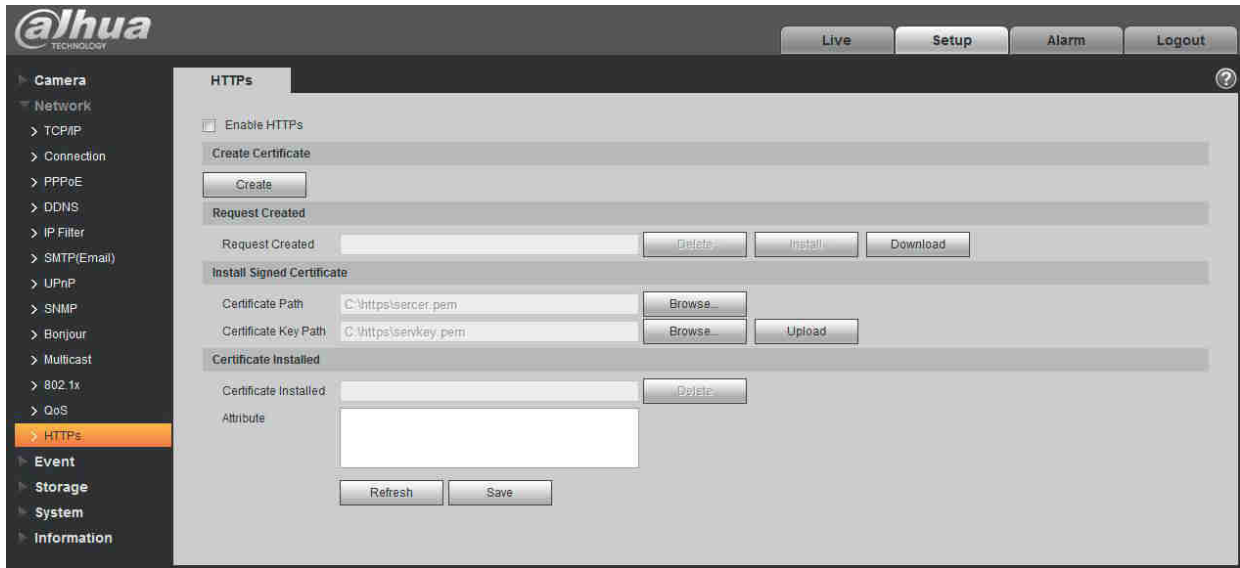 alhua
TECHNOLOGY
Live
Setup
Alarm
Logout
Camera
Network
TCP/IP
Connection
PPPoE
DDNS
IP Filter
SMTP(Email)
UPnP
SNMP
Bonjour
Multicast
802.1x
QoS
HTTPs
Event
Storage
System
Information
HTTPs
?
Enable HTTPs
Create Certificate
Create
Request Created
Request Created Delete Install Download
Install Signed Certificate
Certificate Path C:\https\sercer.pem Browse...
Certificate Key Path C:\https\servkey.pem Browse... Upload
Certificate Installed
Certificate Installed Delete
Attribute
Refresh Save